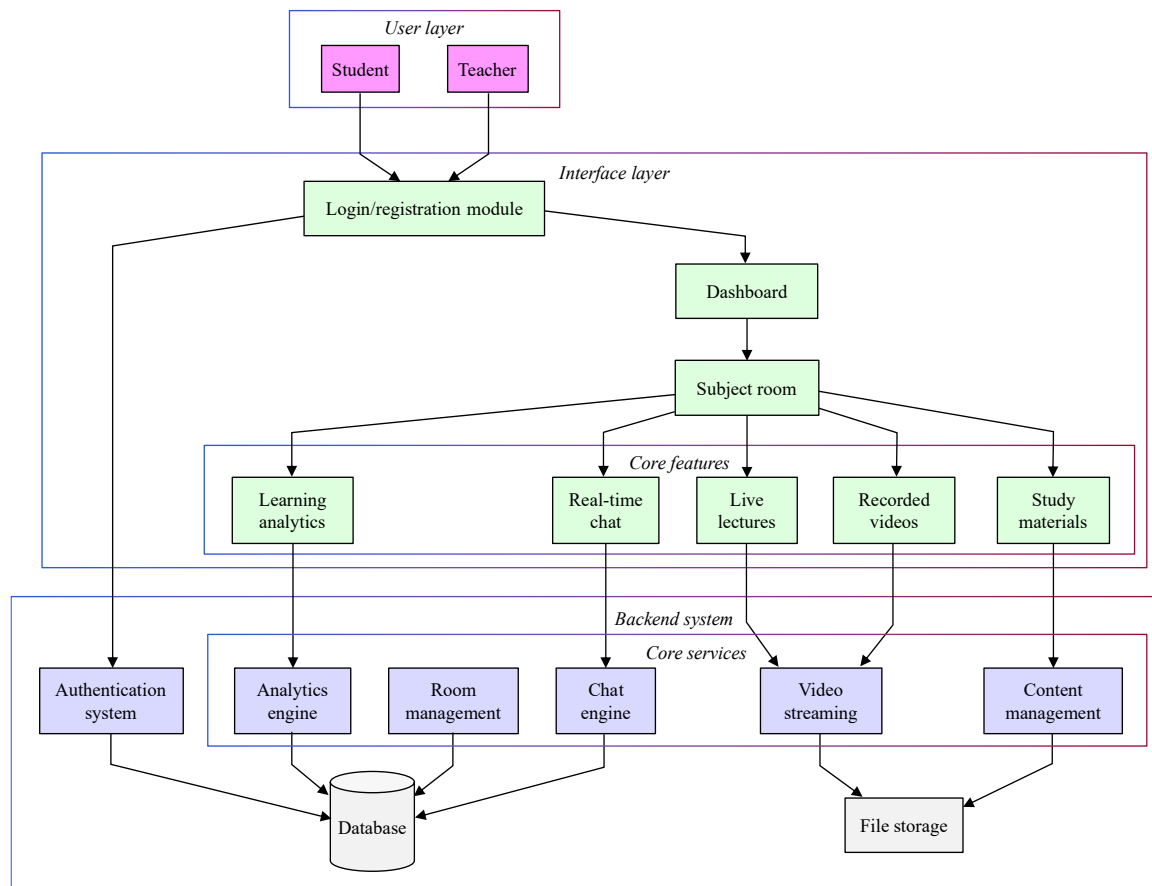 User layer
Student
Teacher
Interface layer
Login/registration module
Dashboard
Subject room
Core features
Learning
analytics
Real-time
chat
Live
lectures
Recorded
videos
Study
materials
Backend system
Core services
Authentication
system
Analytics
engine
Room
management
Chat
engine
Video
streaming
Content
management
Database
File storage